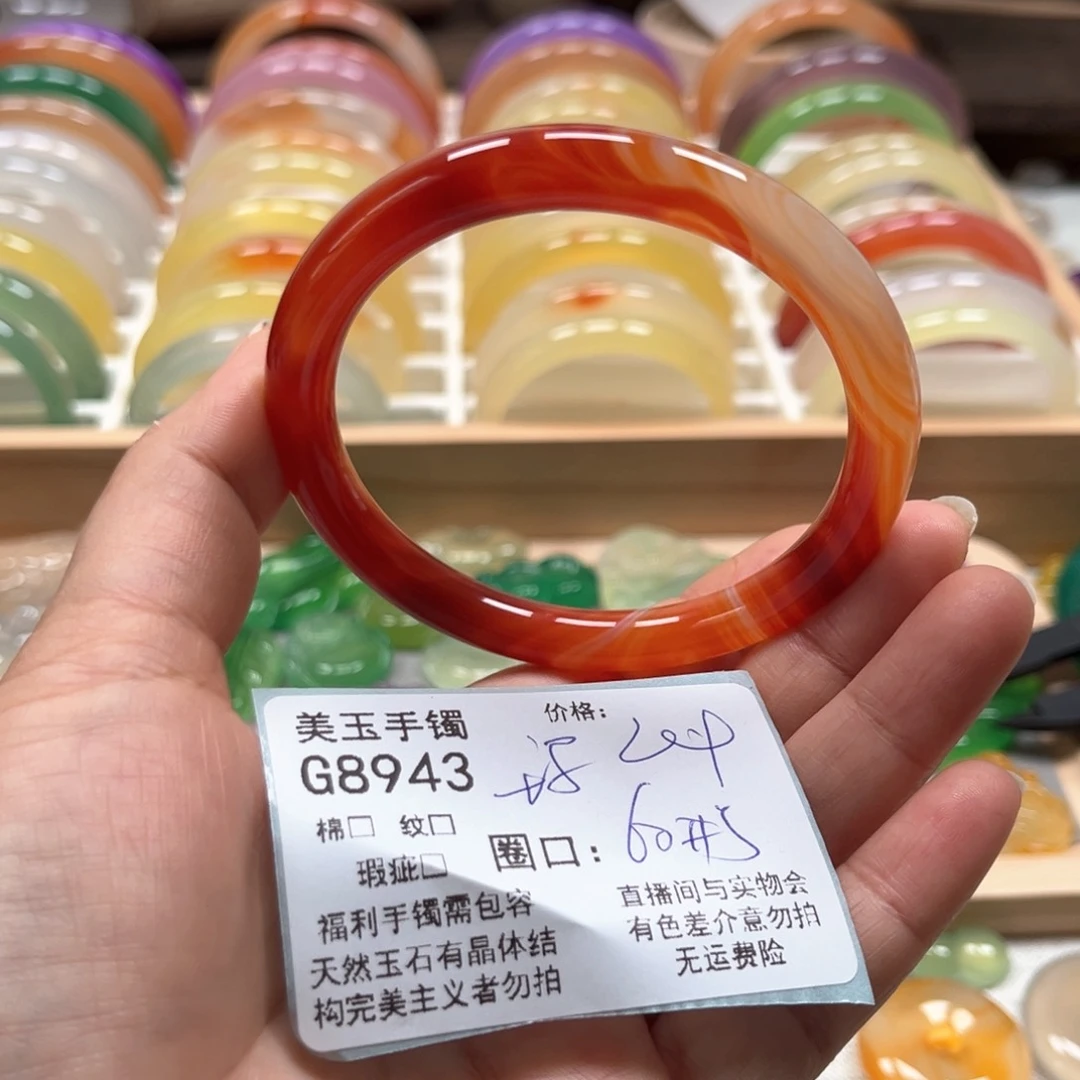 美玉手镯
G8943
价格：
棉□ 纹□
瑕疵□
圈口：60
福利手镯需包容
天然玉石有晶体结
构完美主义者勿拍
直播间与实物会
有色差介意勿拍
无运费险